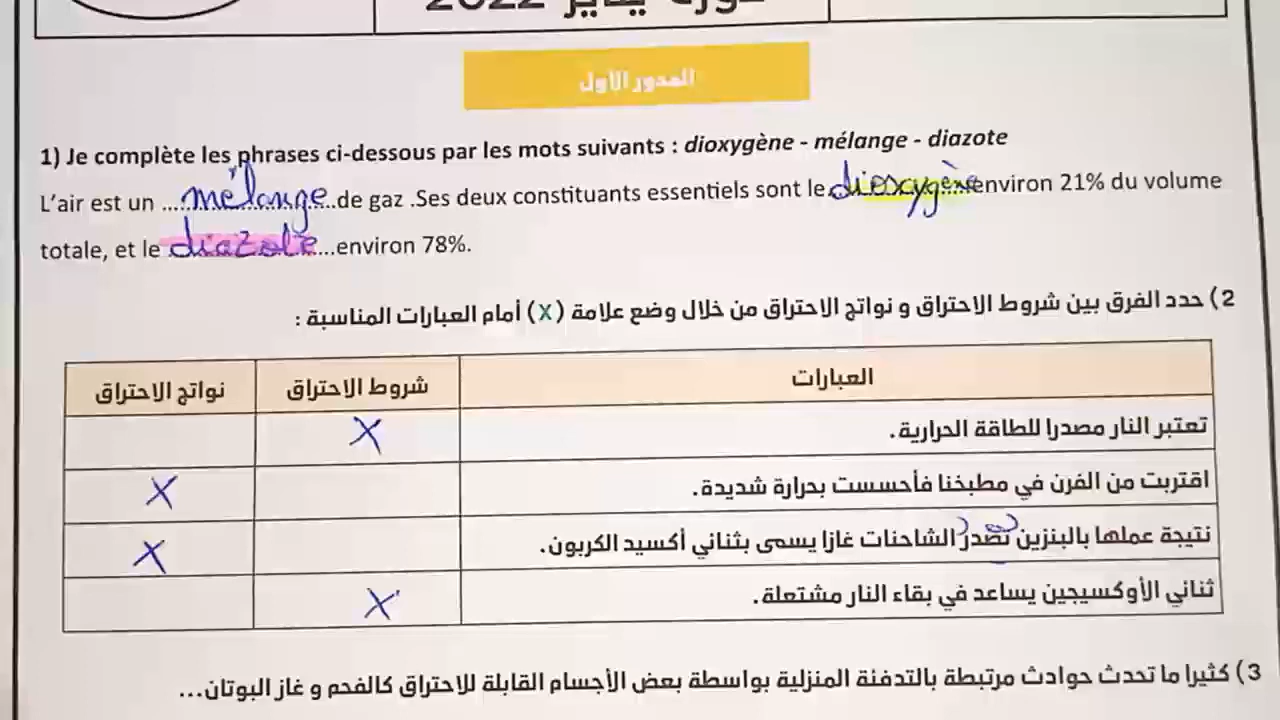 دورة يناير 2022
المحور الأول
1) Je complète les phrases ci-dessous par les mots suivants : dioxygène - mélange - diazote
L'air est un ....mélange...de gaz .Ses deux constituants essentiels sont le dioxygène environ 21% du volume
totale, et le diazote...environ 78%.
2) حدد الفرق بين شروط الاحتراق و نواتج الاحتراق من خلال وضع علامة (X) أمام العبارات المناسبة :
العبارات شروط الاحتراق نواتج الاحتراق
تعتبر النار مصدرا للطاقة الحرارية. X
اقتربت من الفرن في مطبخنا فأحسست بحرارة شديدة. X
نتيجة عملها بالبنزين تصدر الشاحنات غازا يسمى بثنائي أكسيد الكربون. X
ثنائي الأوكسيجين يساعد في بقاء النار مشتعلة. X
3) كثيرا ما تحدث حوادث مرتبطة بالتدفئة المنزلية بواسطة بعض الأجسام القابلة للاحتراق كالفحم و غاز البوتان...